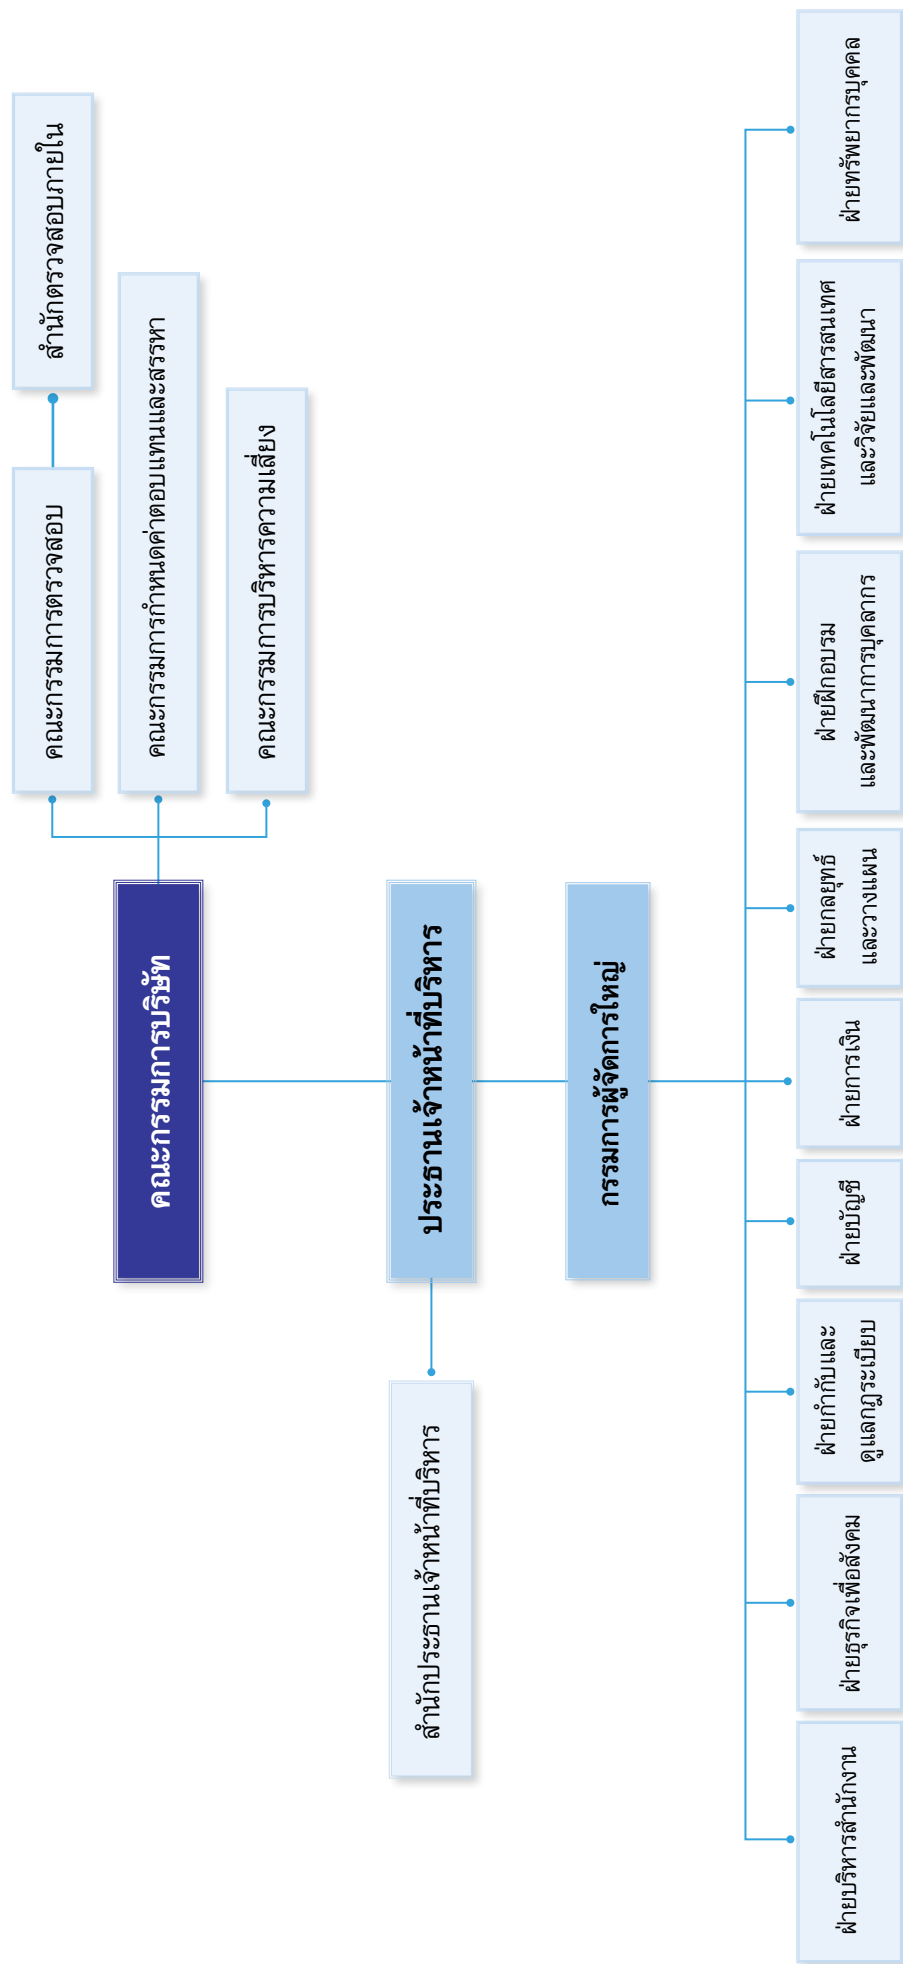 สำนักตรวจสอบภายใน
คณะกรรมการตรวจสอบ
คณะกรรมการกำหนดค่าตอบแทนและสรรหา
คณะกรรมการบริหารความเสี่ยง
คณะกรรมการบริษัท
ประธานเจ้าหน้าที่บริหาร
สำนักประธานเจ้าหน้าที่บริหาร
กรรมการผู้จัดการใหญ่
ฝ่ายบริหารสำนักงาน
ฝ่ายธุรกิจเพื่อสังคม
ฝ่ายกำกับและ
ดูแลกฎระเบียบ
ฝ่ายบัญชี
ฝ่ายการเงิน
ฝ่ายกลยุทธ์
และวางแผน
ฝ่ายฝึกอบรม
และพัฒนาการบุคลากร
ฝ่ายเทคโนโลยีสารสนเทศ
และวิจัยและพัฒนา
ฝ่ายทรัพยากรบุคคล